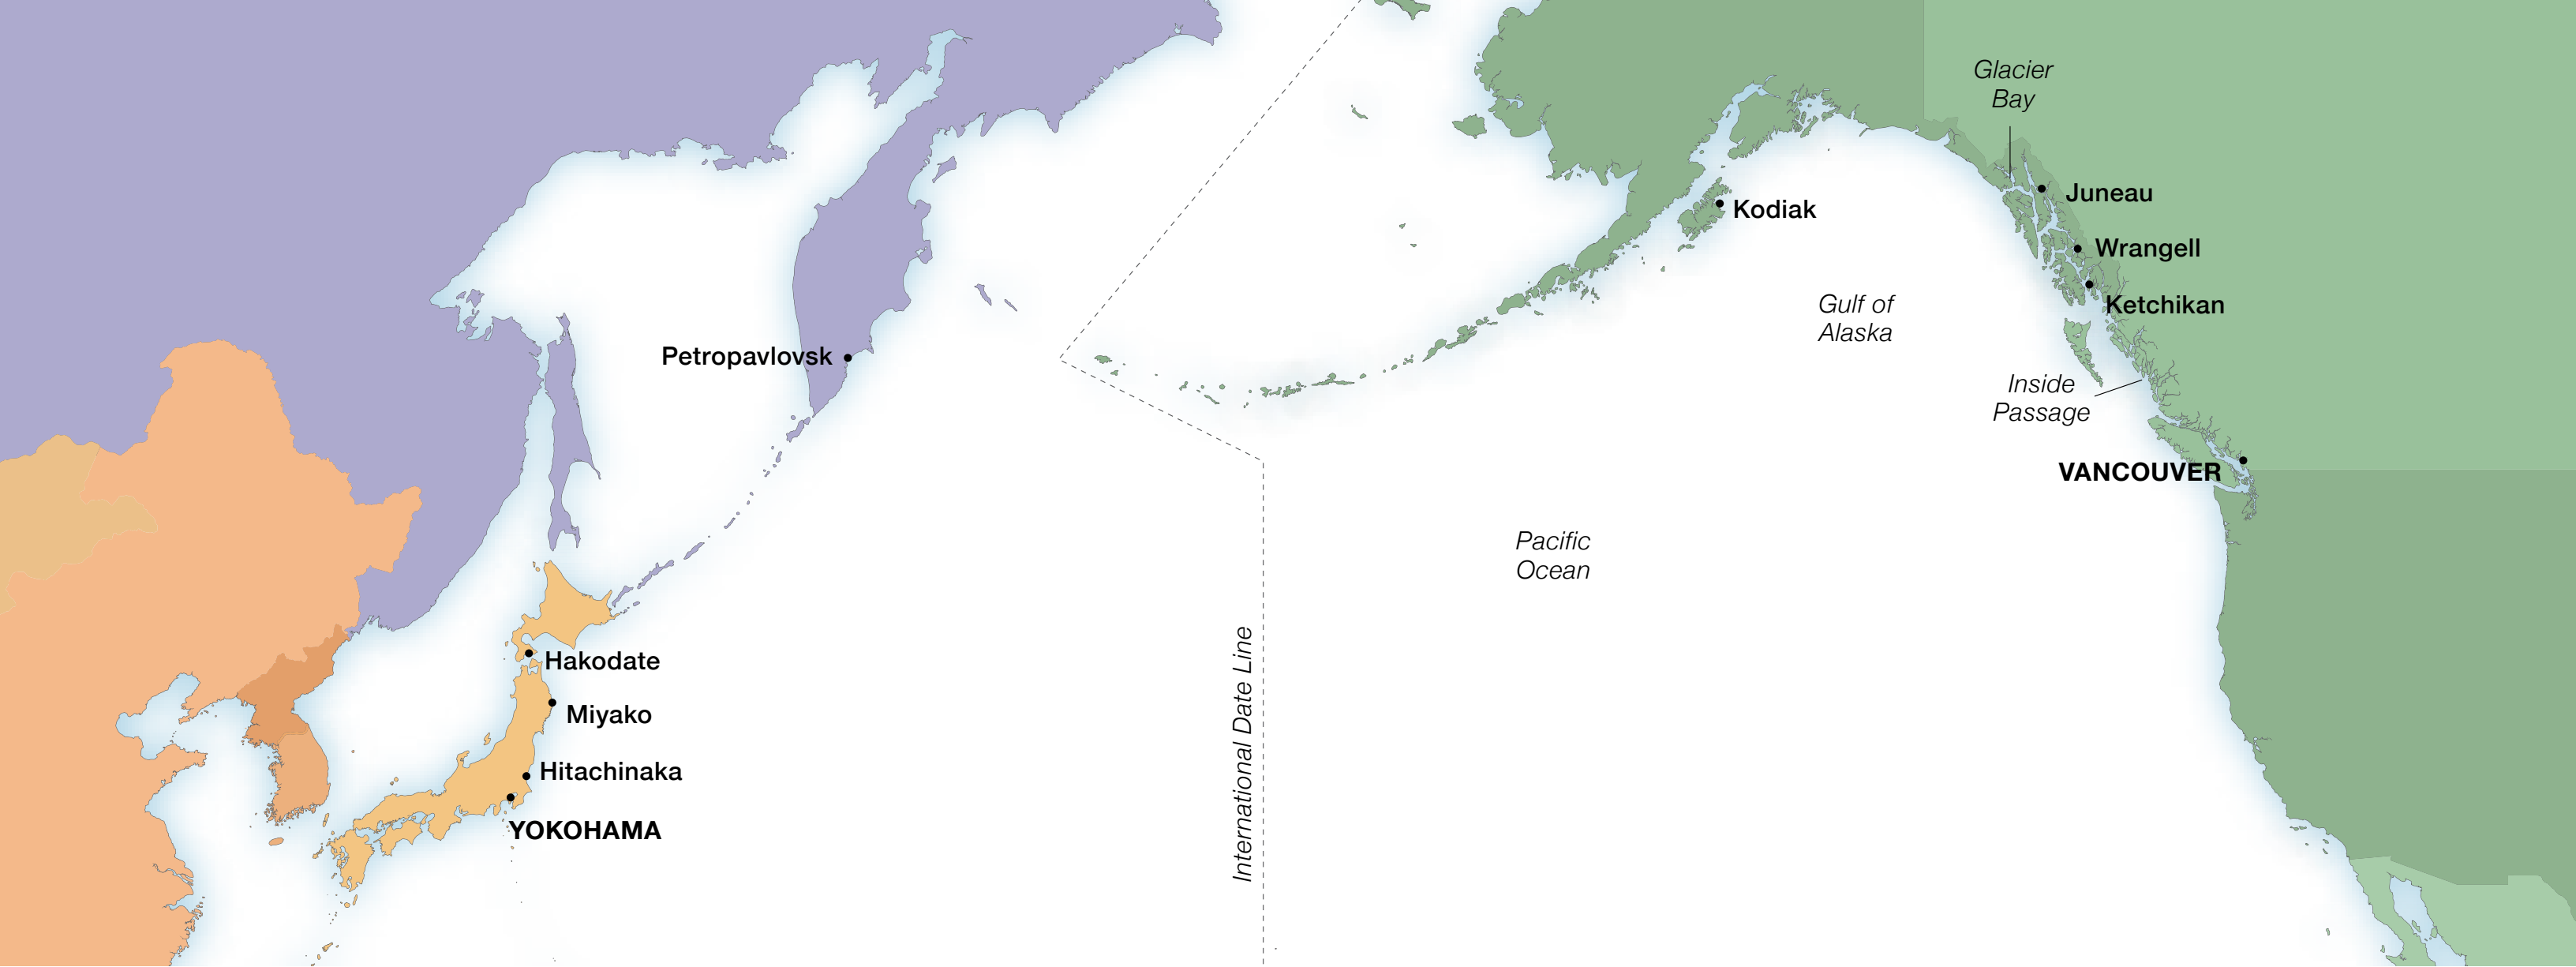 Glacier
Bay
Juneau
Kodiak
Wrangell
Ketchikan
Gulf of
Alaska
Petropavlovsk
Inside
Passage
VANCOUVER
Pacific
Ocean
International Date Line
Hakodate
Miyako
Hitachinaka
YOKOHAMA